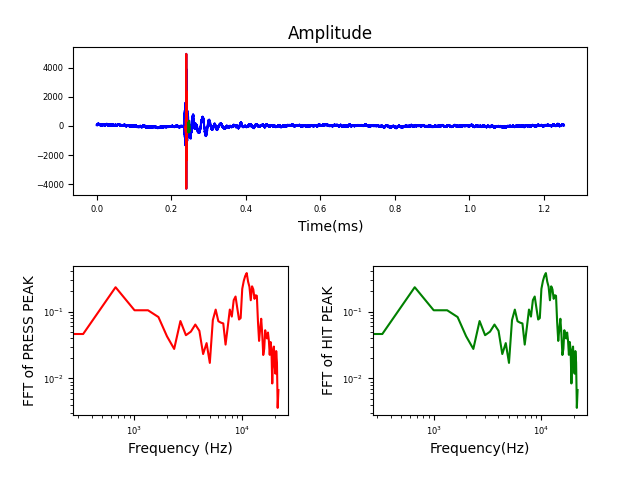 Amplitude
4000
2000
0
−2000
−4000
0.0 0.2 0.4 0.6 0.8 1.0 1.2
Time(ms)
FFT of PRESS PEAK
10⁻¹
10⁻²
10³ 10⁴
Frequency (Hz)
FFT of HIT PEAK
10⁻¹
10⁻²
10³ 10⁴
Frequency(Hz)